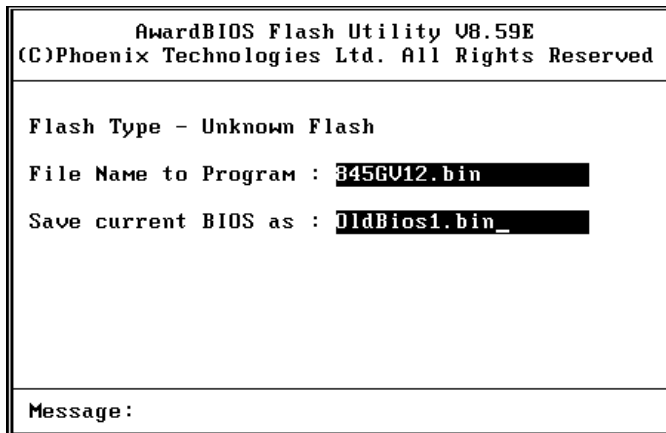 AwardBIOS Flash Utility V8.59E
(C)Phoenix Technologies Ltd. All Rights Reserved
Flash Type - Unknown Flash
File Name to Program : 845GV12.bin
Save current BIOS as : OldBios1.bin_
Message: